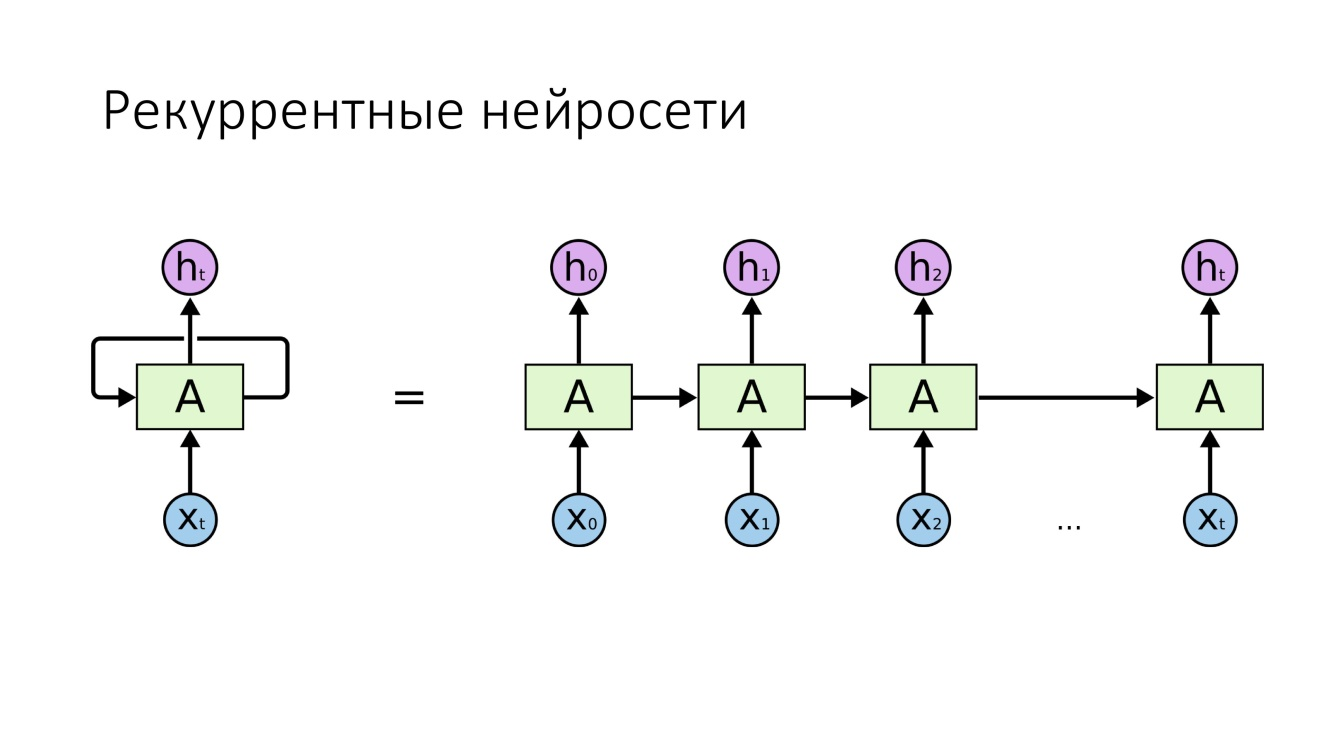 Рекуррентные нейросети
ht h0 h1 h2 ht
A = A A A A
xt x0 x1 x2 ... xt